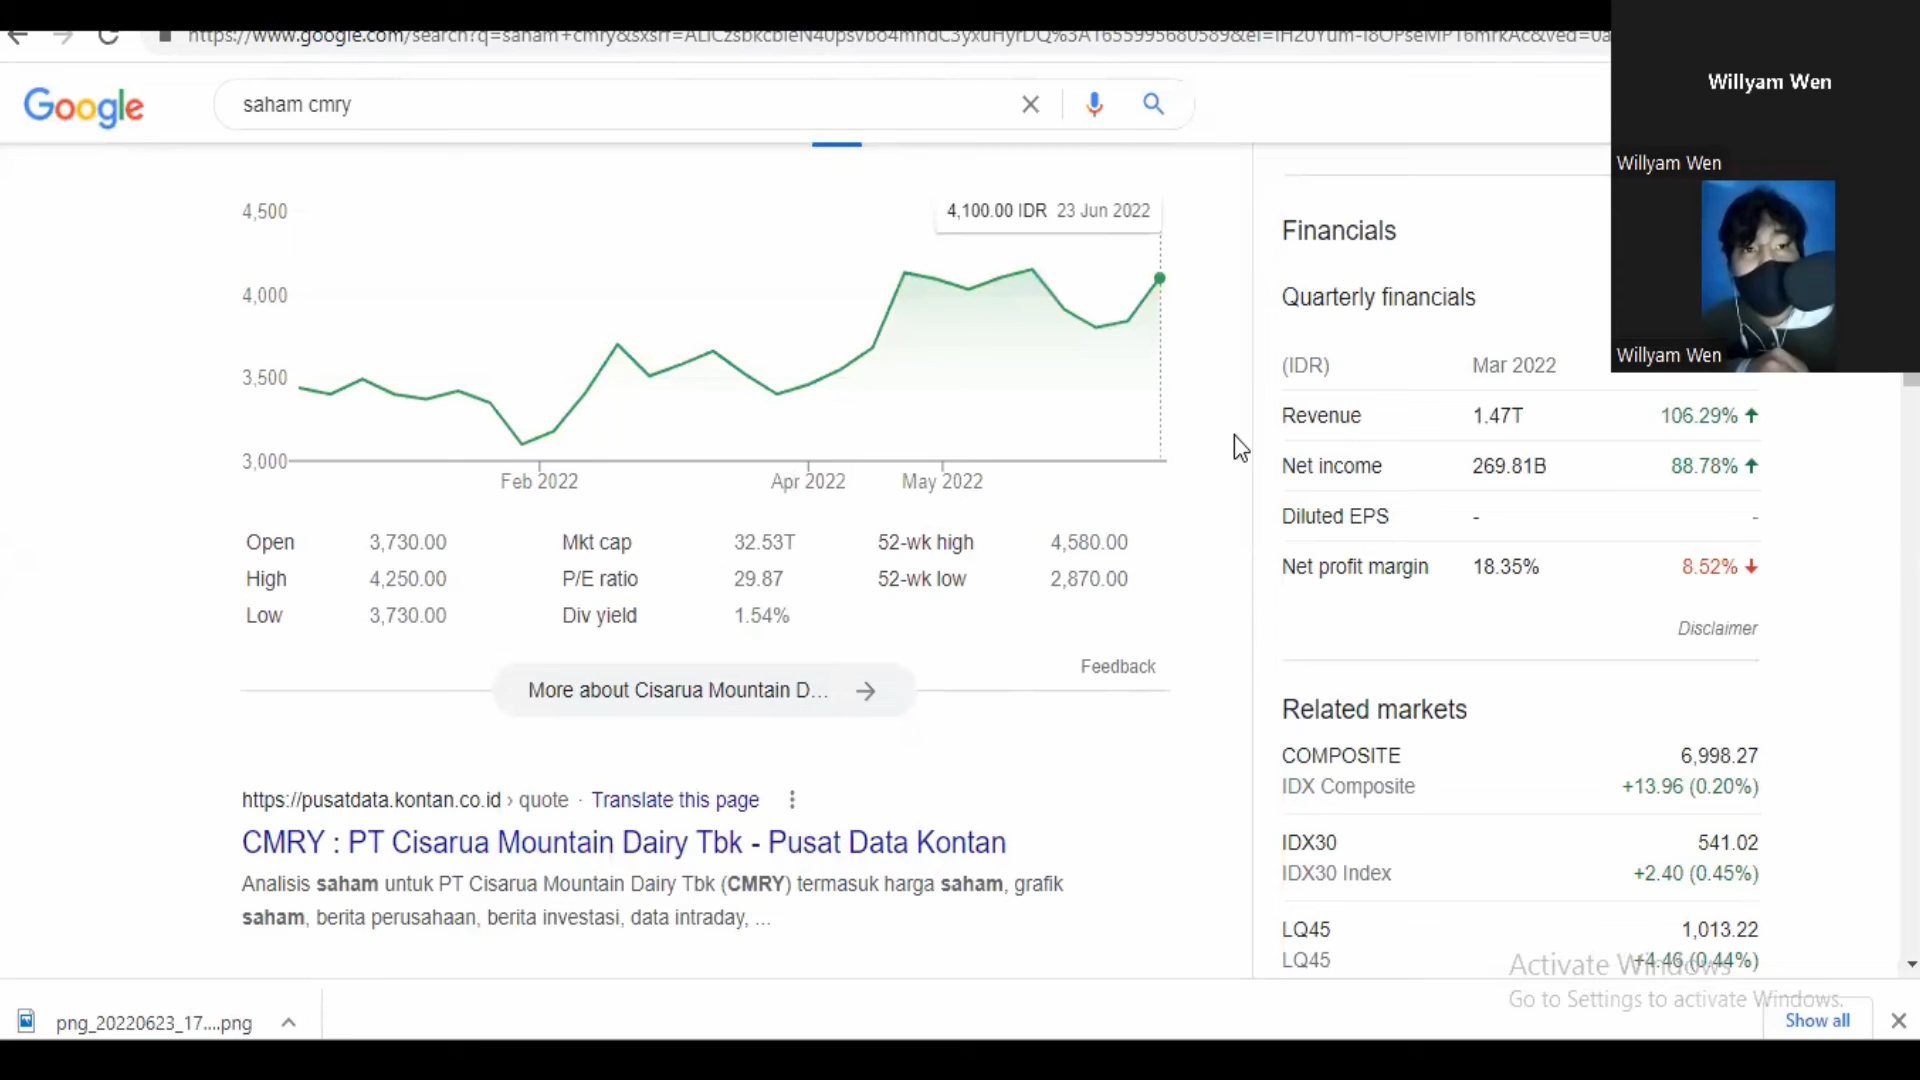 Google
saham cmry
4,500
4,100.00 IDR 23 Jun 2022
4,000
3,500
3,000
Feb 2022 Apr 2022 May 2022
Open 3,730.00 Mkt cap 32.53T 52-wk high 4,580.00
High 4,250.00 P/E ratio 29.87 52-wk low 2,870.00
Low 3,730.00 Div yield 1.54%
Feedback
More about Cisarua Mountain D... →
https://pusatdata.kontan.co.id › quote · Translate this page
CMRY : PT Cisarua Mountain Dairy Tbk - Pusat Data Kontan
Analisis saham untuk PT Cisarua Mountain Dairy Tbk (CMRY) termasuk harga saham, grafik
saham, berita perusahaan, berita investasi, data intraday, ...
Financials
Quarterly financials
(IDR) Mar 2022
Revenue 1.47T 106.29% ↑
Net income 269.81B 88.78% ↑
Diluted EPS - -
Net profit margin 18.35% 8.52% ↓
Disclaimer
Related markets
COMPOSITE 6,998.27
IDX Composite +13.96 (0.20%)
IDX30 541.02
IDX30 Index +2.40 (0.45%)
LQ45 1,013.22
LQ45 +4.46 (0.44%)
Willyam Wen
Willyam Wen
Willyam Wen
Activate Windows
Go to Settings to activate Windows.
png_20220623_17....png
Show all